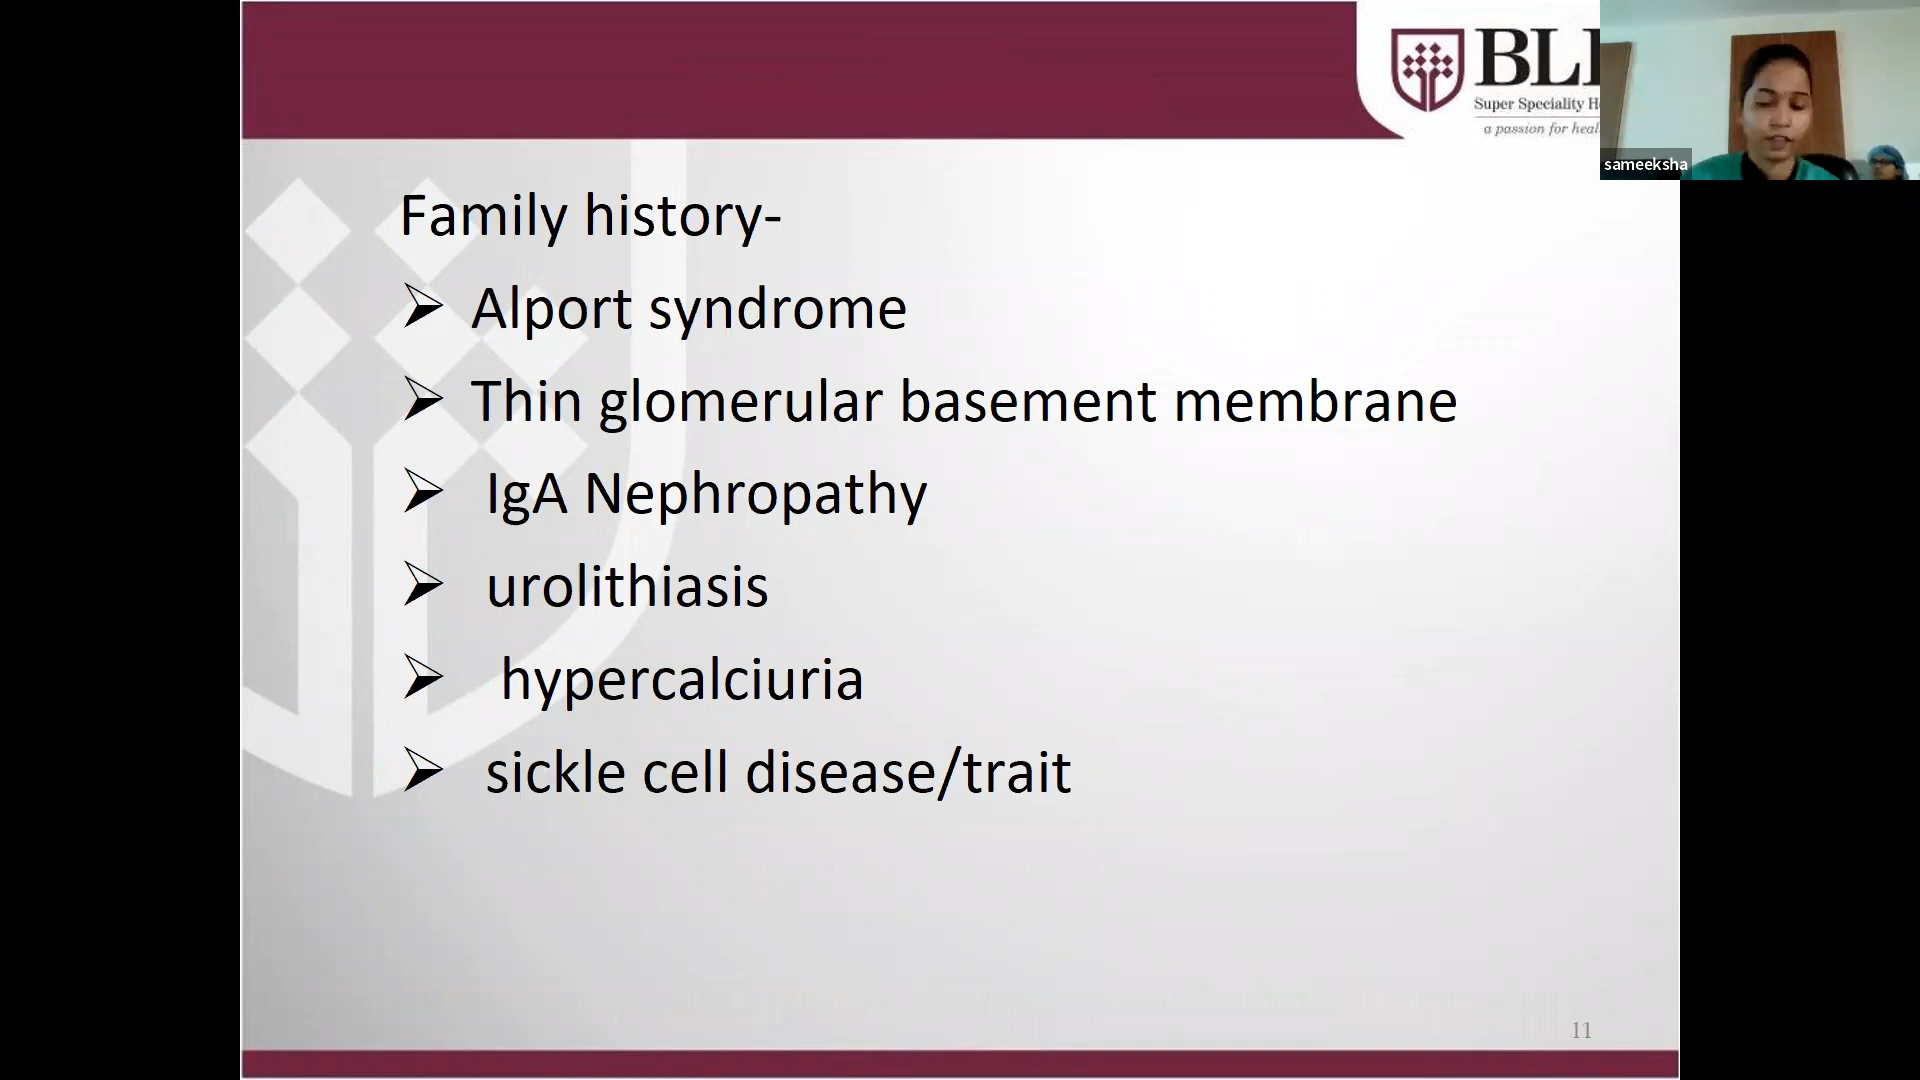 BLK
Super Speciality H
a passion for heal
sameeksha
Family history-
➢ Alport syndrome
➢ Thin glomerular basement membrane
➢ IgA Nephropathy
➢ urolithiasis
➢ hypercalciuria
➢ sickle cell disease/trait
11